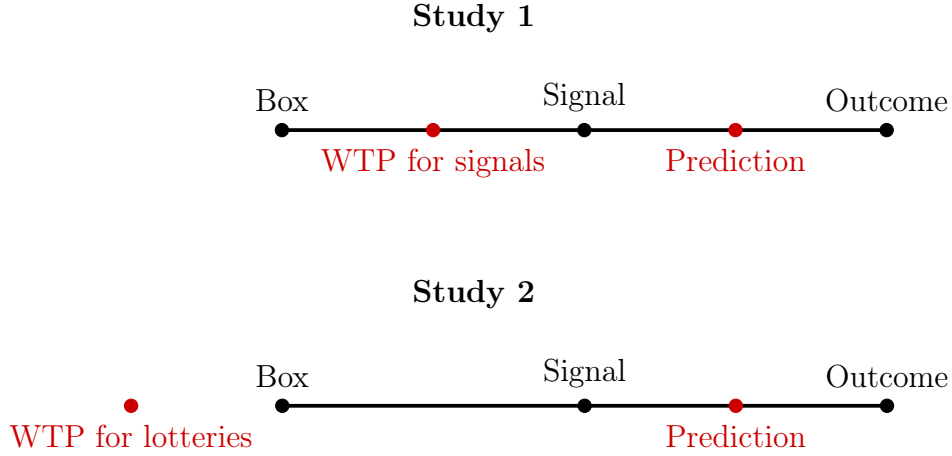 Study 1
Box Signal Outcome
WTP for signals Prediction
Study 2
Box Signal Outcome
WTP for lotteries Prediction